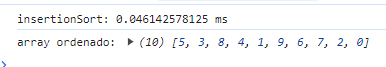 insertionSort: 0.046142578125 ms
array ordenado: ▶ (10) [5, 3, 8, 4, 1, 9, 6, 7, 2, 0]